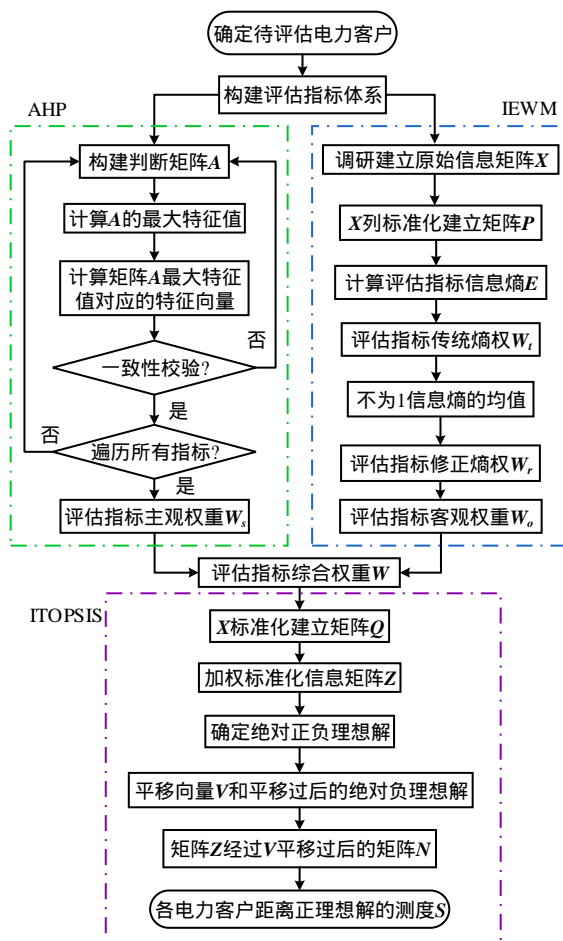 确定待评估电力客户
构建评估指标体系
AHP
构建判断矩阵A
计算A的最大特征值
计算矩阵A最大特征
值对应的特征向量
一致性校验?
否
是
遍历所有指标?
否
是
评估指标主观权重Ws
IEWM
调研建立原始信息矩阵X
X列标准化建立矩阵P
计算评估指标信息熵E
评估指标传统熵权Wt
不为1信息熵的均值
评估指标修正熵权Wr
评估指标客观权重Wo
评估指标综合权重W
ITOPSIS
X标准化建立矩阵Q
加权标准化信息矩阵Z
确定绝对正负理想解
平移向量V和平移过后的绝对负理想解
矩阵Z经过V平移过后的矩阵N
各电力客户距离正理想解的测度S